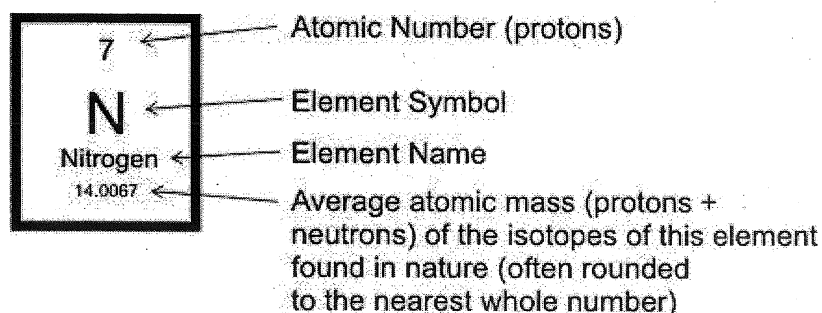 7
Atomic Number (protons)
N
Element Symbol
Nitrogen
Element Name
14.0067
Average atomic mass (protons +
neutrons) of the isotopes of this element
found in nature (often rounded
to the nearest whole number)